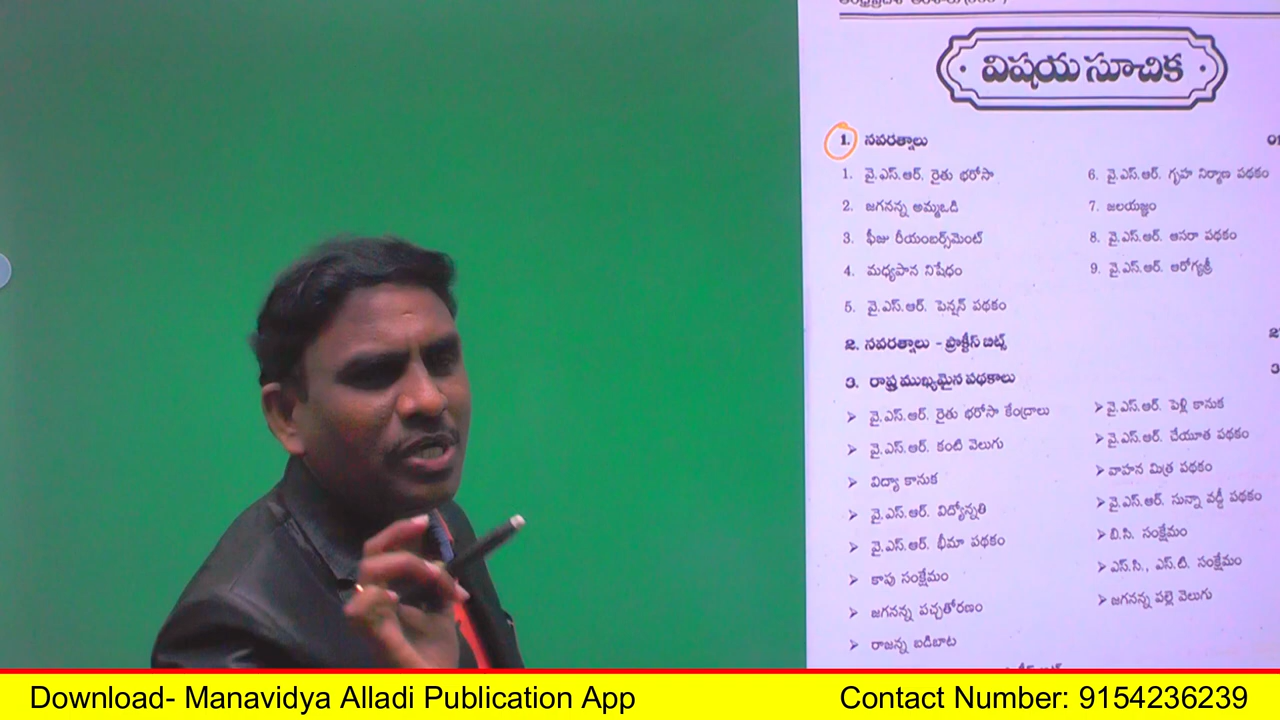 విషయ సూచిక
1. నవరత్నాలు
1. వై.ఎస్.ఆర్. రైతు భరోసా
2. జగనన్న అమ్మఒడి
3. ఫీజు రీయంబర్స్‌మెంట్
4. మధ్యపాన నిషేధం
5. వై.ఎస్.ఆర్. పెన్షన్ పథకం
6. వై.ఎస్.ఆర్. గృహ నిర్మాణ పథకం
7. జలయజ్ఞం
8. వై.ఎస్.ఆర్. ఆసరా పథకం
9. వై.ఎస్.ఆర్. ఆరోగ్యశ్రీ
2. నవరత్నాలు - ప్రాక్టీస్ బిట్స్
3. రాష్ట్ర ముఖ్యమైన పథకాలు
➢ వై.ఎస్.ఆర్. రైతు భరోసా కేంద్రాలు
➢ వై.ఎస్.ఆర్. కంటి వెలుగు
➢ విద్యా కానుక
➢ వై.ఎస్.ఆర్. విద్యోన్నతి
➢ వై.ఎస్.ఆర్. భీమా పథకం
➢ కాపు సంక్షేమం
➢ జగనన్న పచ్చతోరణం
➢ రాజన్న బడిబాట
➢ వై.ఎస్.ఆర్. పెళ్లి కానుక
➢ వై.ఎస్.ఆర్. చేయూత పథకం
➢ వాహన మిత్ర పథకం
➢ వై.ఎస్.ఆర్. సున్నా వడ్డీ పథకం
➢ బి.సి. సంక్షేమం
➢ ఎస్.సి., ఎస్.టి. సంక్షేమం
➢ జగనన్న పల్లె వెలుగు
Download- Manavidya Alladi Publication App
Contact Number: 9154236239